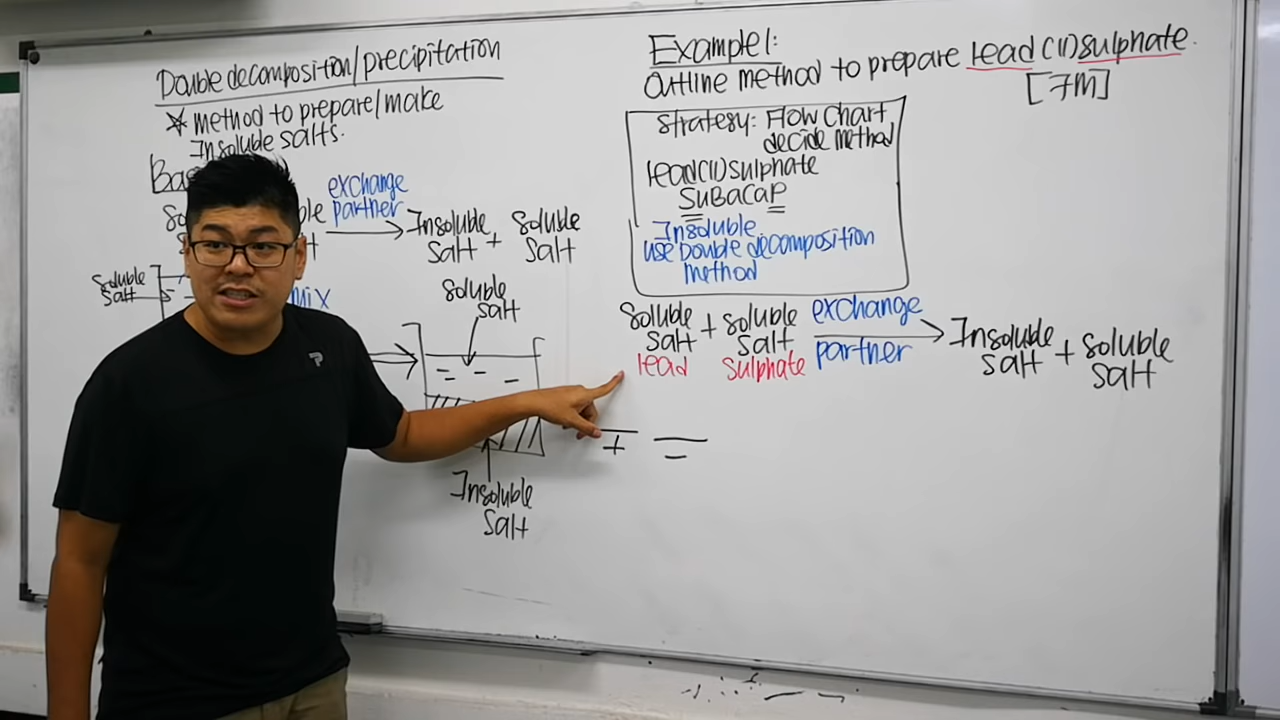 Double decomposition/precipitation
* method to prepare/make
Insoluble salts.
exchange
partner
Insoluble + Soluble
salt salt
Soluble
salt
mix
Soluble
salt
Insoluble
salt
Example 1:
Outline method to prepare lead (II) sulphate.
[7m]
Strategy: Flow chart
decide method
lead(II)sulphate
SuBaCaP
Insoluble
use Double decomposition
method
Soluble + Soluble exchange Insoluble + Soluble
salt salt partner salt salt
lead sulphate
+ -